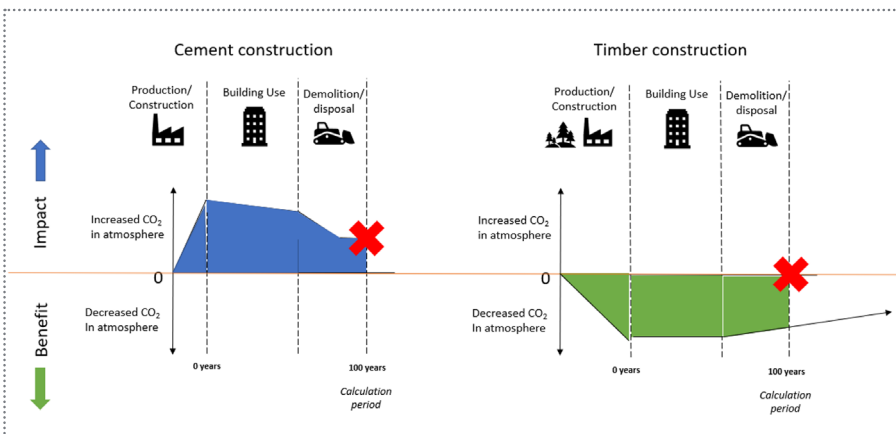 Cement construction
Production/
Construction
Building Use
Demolition/
disposal
Impact
Benefit
Increased CO₂
in atmosphere
0
Decreased CO₂
In atmosphere
0 years
100 years
Calculation
period
Timber construction
Production/
Construction
Building Use
Demolition/
disposal
Increased CO₂
in atmosphere
0
Decreased CO₂
in atmosphere
0 years
100 years
Calculation
period